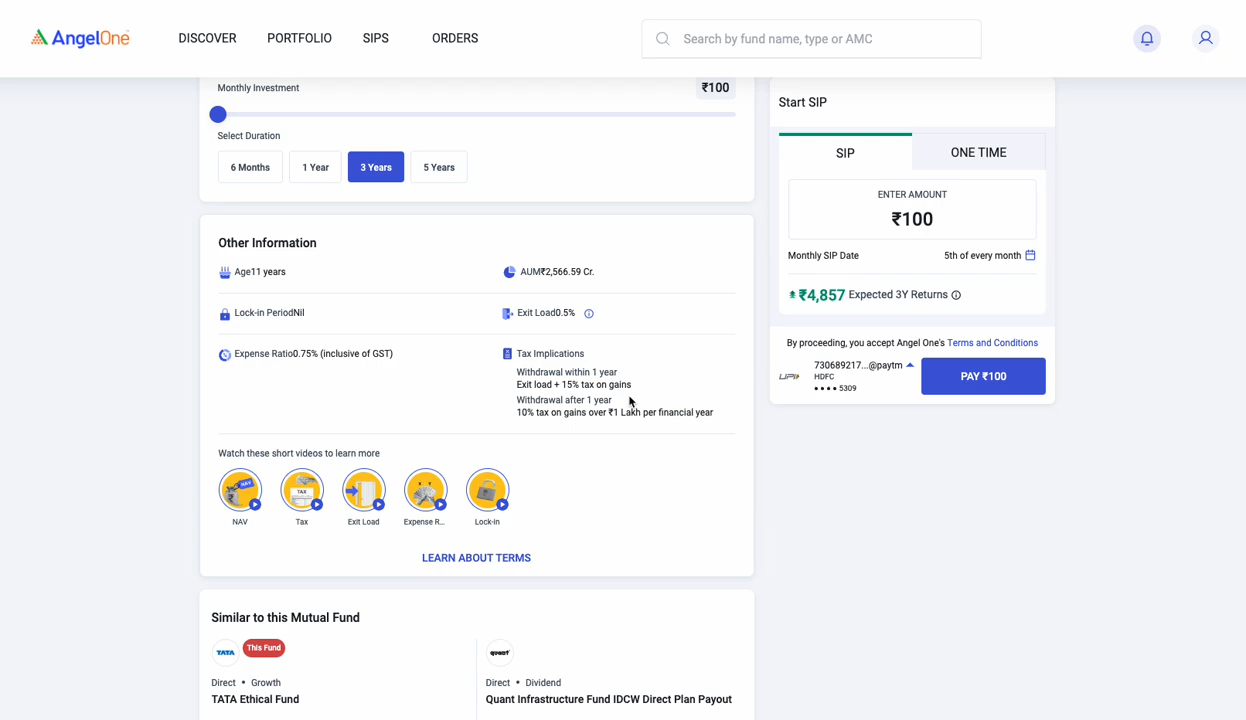 AngelOne
DISCOVER
PORTFOLIO
SIPS
ORDERS
Search by fund name, type or AMC
Monthly Investment
₹100
Select Duration
6 Months
1 Year
3 Years
5 Years
Other Information
Age11 years
AUM₹2,566.59 Cr.
Lock-in PeriodNil
Exit Load0.5%
Expense Ratio0.75% (inclusive of GST)
Tax Implications
Withdrawal within 1 year
Exit load + 15% tax on gains
Withdrawal after 1 year
10% tax on gains over ₹1 Lakh per financial year
Watch these short videos to learn more
NAV
TAX
NAV
Tax
Exit Load
Expense R...
Lock-in
LEARN ABOUT TERMS
Similar to this Mutual Fund
TATA
This Fund
Direct • Growth
TATA Ethical Fund
quant
Direct • Dividend
Quant Infrastructure Fund IDCW Direct Plan Payout
Start SIP
SIP
ONE TIME
ENTER AMOUNT
₹100
Monthly SIP Date
5th of every month
₹4,857 Expected 3Y Returns
By proceeding, you accept Angel One's Terms and Conditions
UPI
730689217...@paytm
HDFC
•••• 5309
PAY ₹100